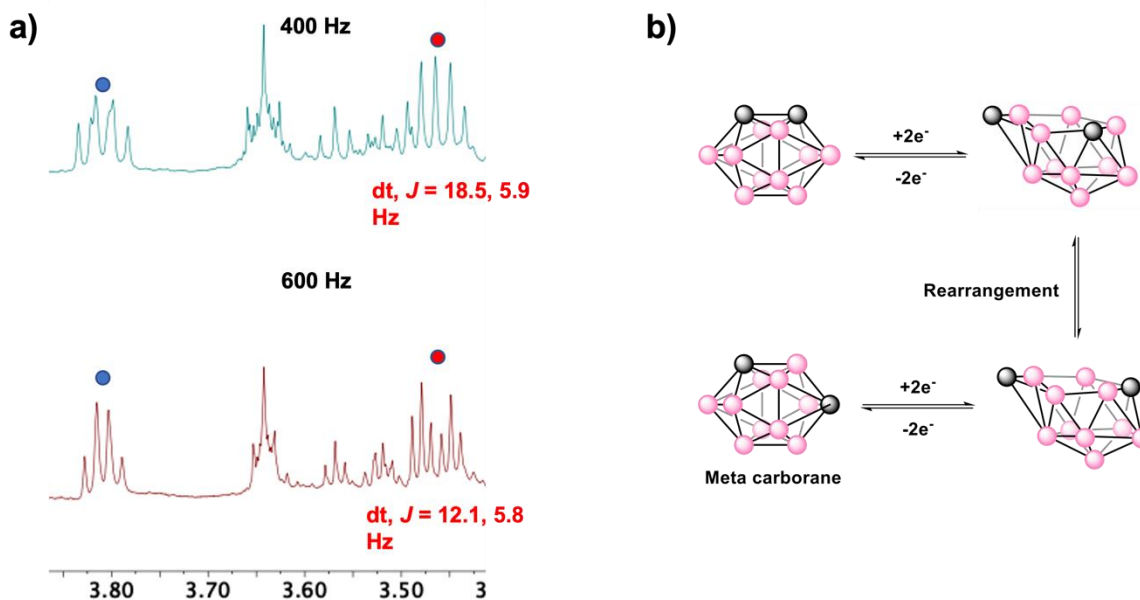 a)
400 Hz
dt, J = 18.5, 5.9
Hz
600 Hz
dt, J = 12.1, 5.8
Hz
3.80
3.70
3.60
3.50
3
b)
+2e-
-2e-
Rearrangement
+2e-
-2e-
Meta carborane